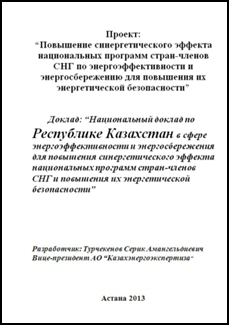 Проект:
“Повышение синергетического эффекта
национальных программ стран-членов
СНГ по энергоэффективности и
энергосбережению для повышения их
энергетической безопасности”
Доклад: “Национальный доклад по
Республике Казахстан в сфере
энергоэффективности и энергосбережения
для повышения синергетического эффекта
национальных программ стран-членов
СНГ и повышения их энергетической
безопасности”
Разработчик: Турчекенов Серик Амангельдиевич
Вице-президент АО “Казахэнергоэкспертиза”
Астана 2013